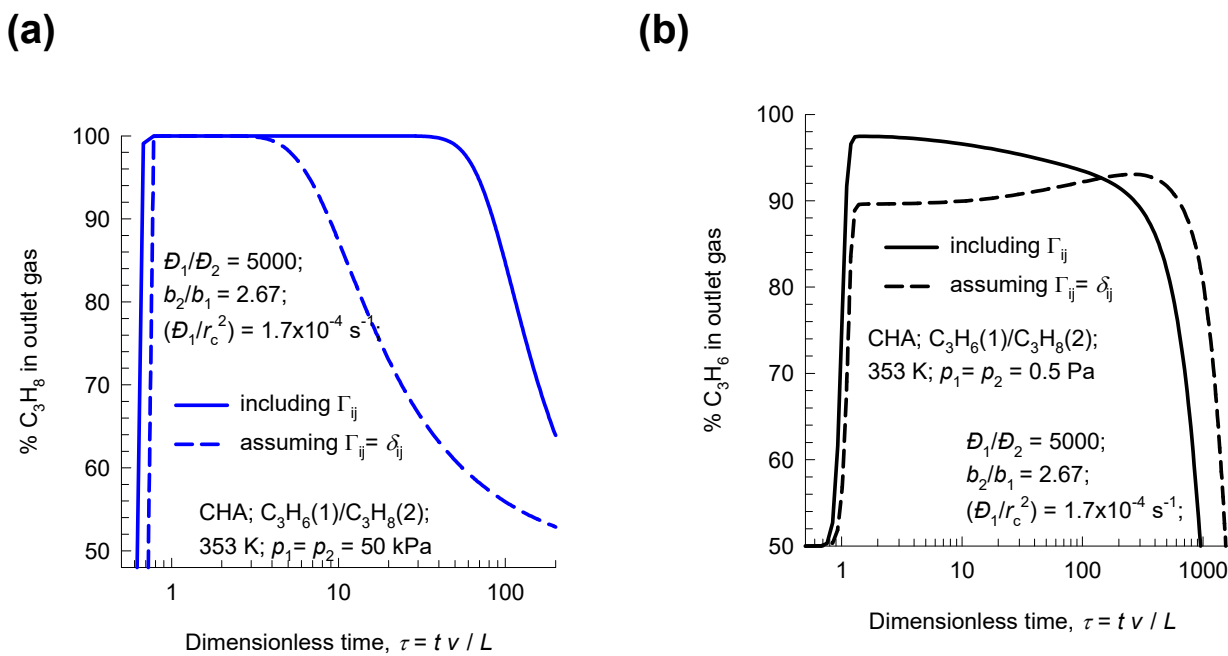 (a)
% C₃H₈ in outlet gas
100
90
80
70
60
50
Đ₁/Đ₂ = 5000;
b₂/b₁ = 2.67;
(Đ₁/r_c²) = 1.7x10⁻⁴ s⁻¹;
including Γᵢⱼ
assuming Γᵢⱼ= δᵢⱼ
CHA; C₃H₆(1)/C₃H₈(2);
353 K; p₁= p₂ = 50 kPa
1
10
100
Dimensionless time, τ = t v / L
(b)
% C₃H₆ in outlet gas
100
90
80
70
60
50
including Γᵢⱼ
assuming Γᵢⱼ= δᵢⱼ
CHA; C₃H₆(1)/C₃H₈(2);
353 K; p₁= p₂ = 0.5 Pa
Đ₁/Đ₂ = 5000;
b₂/b₁ = 2.67;
(Đ₁/r_c²) = 1.7x10⁻⁴ s⁻¹;
1
10
100
1000
Dimensionless time, τ = t v / L